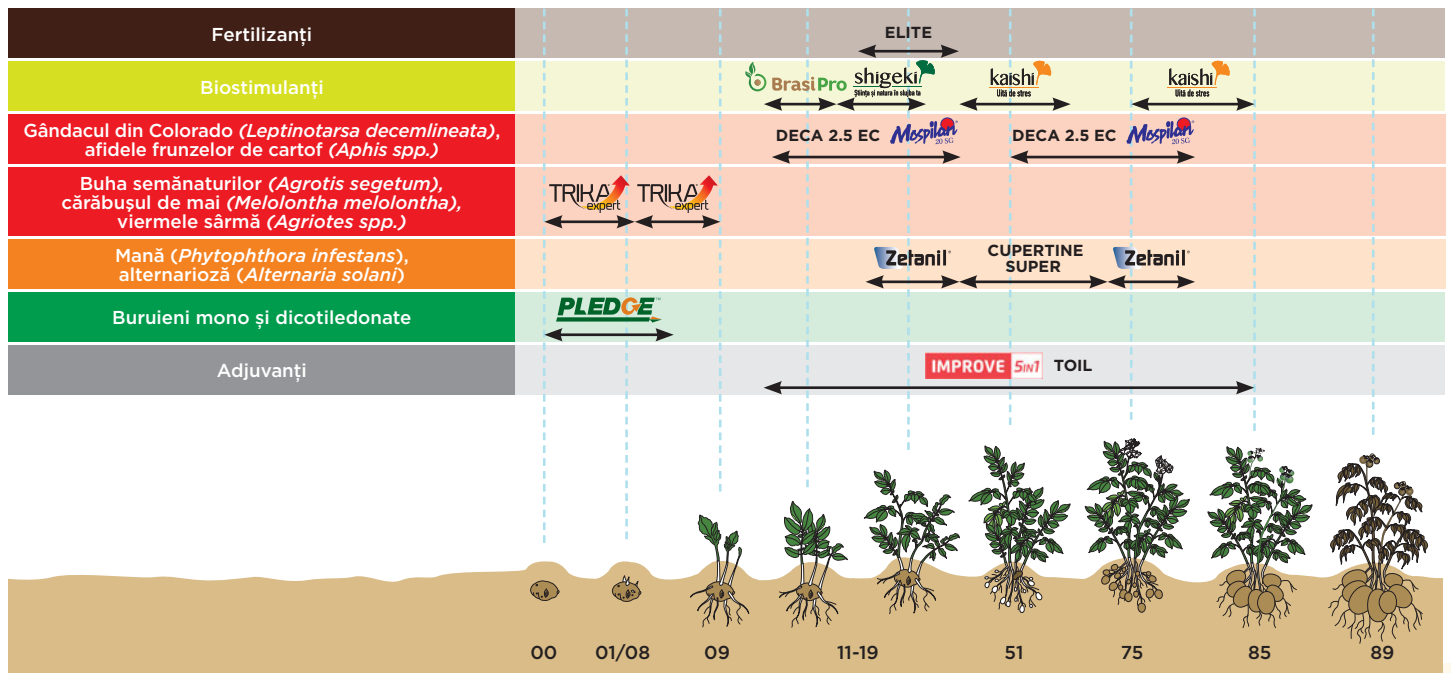 Fertilizanți
ELITE
Biostimulanți
BrasiPro
shigeki
Știința și natura în slujba ta
kaishi
Uită de stres
kaishi
Uită de stres
Gândacul din Colorado (Leptinotarsa decemlineata),
afidele frunzelor de cartof (Aphis spp.)
DECA 2.5 EC
Mospilan®
20 SG
DECA 2.5 EC
Mospilan®
20 SG
Buha semănaturilor (Agrotis segetum),
cărăbușul de mai (Melolontha melolontha),
viermele sârmă (Agriotes spp.)
TRIKA®
expert
TRIKA®
expert
Mană (Phytophthora infestans),
alternarioză (Alternaria solani)
Zetanil®
CUPERTINE
SUPER
Zetanil®
Buruieni mono și dicotiledonate
PLEDGE™
Adjuvanți
IMPROVE 5IN1 TOIL
00 01/08 09 11-19 51 75 85 89